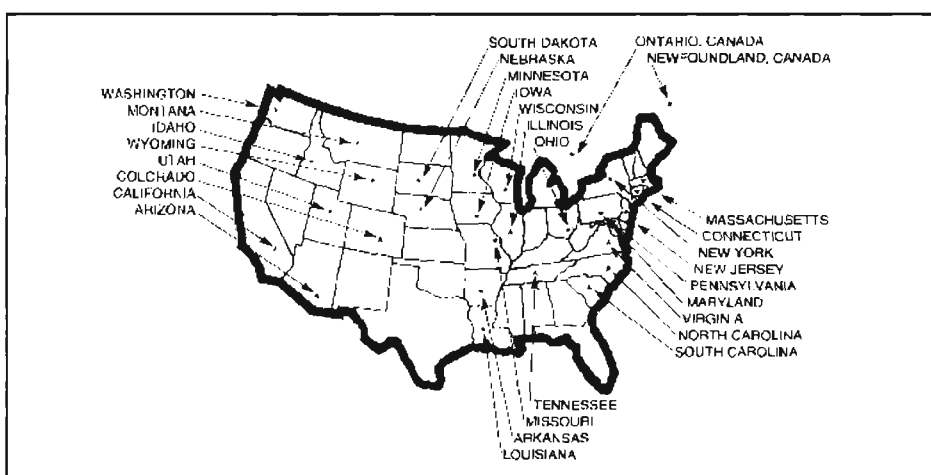 SOUTH DAKOTA
NEBRASKA
MINNESOTA
IOWA
WISCONSIN
ILLINOIS
OHIO
ONTARIO, CANADA
NEWFOUNDLAND, CANADA
WASHINGTON
MONTANA
IDAHO
WYOMING
UTAH
COLORADO
CALIFORNIA
ARIZONA
MASSACHUSETTS
CONNECTICUT
NEW YORK
NEW JERSEY
PENNSYLVANIA
MARYLAND
VIRGINIA
NORTH CAROLINA
SOUTH CAROLINA
TENNESSEE
MISSOURI
ARKANSAS
LOUISIANA